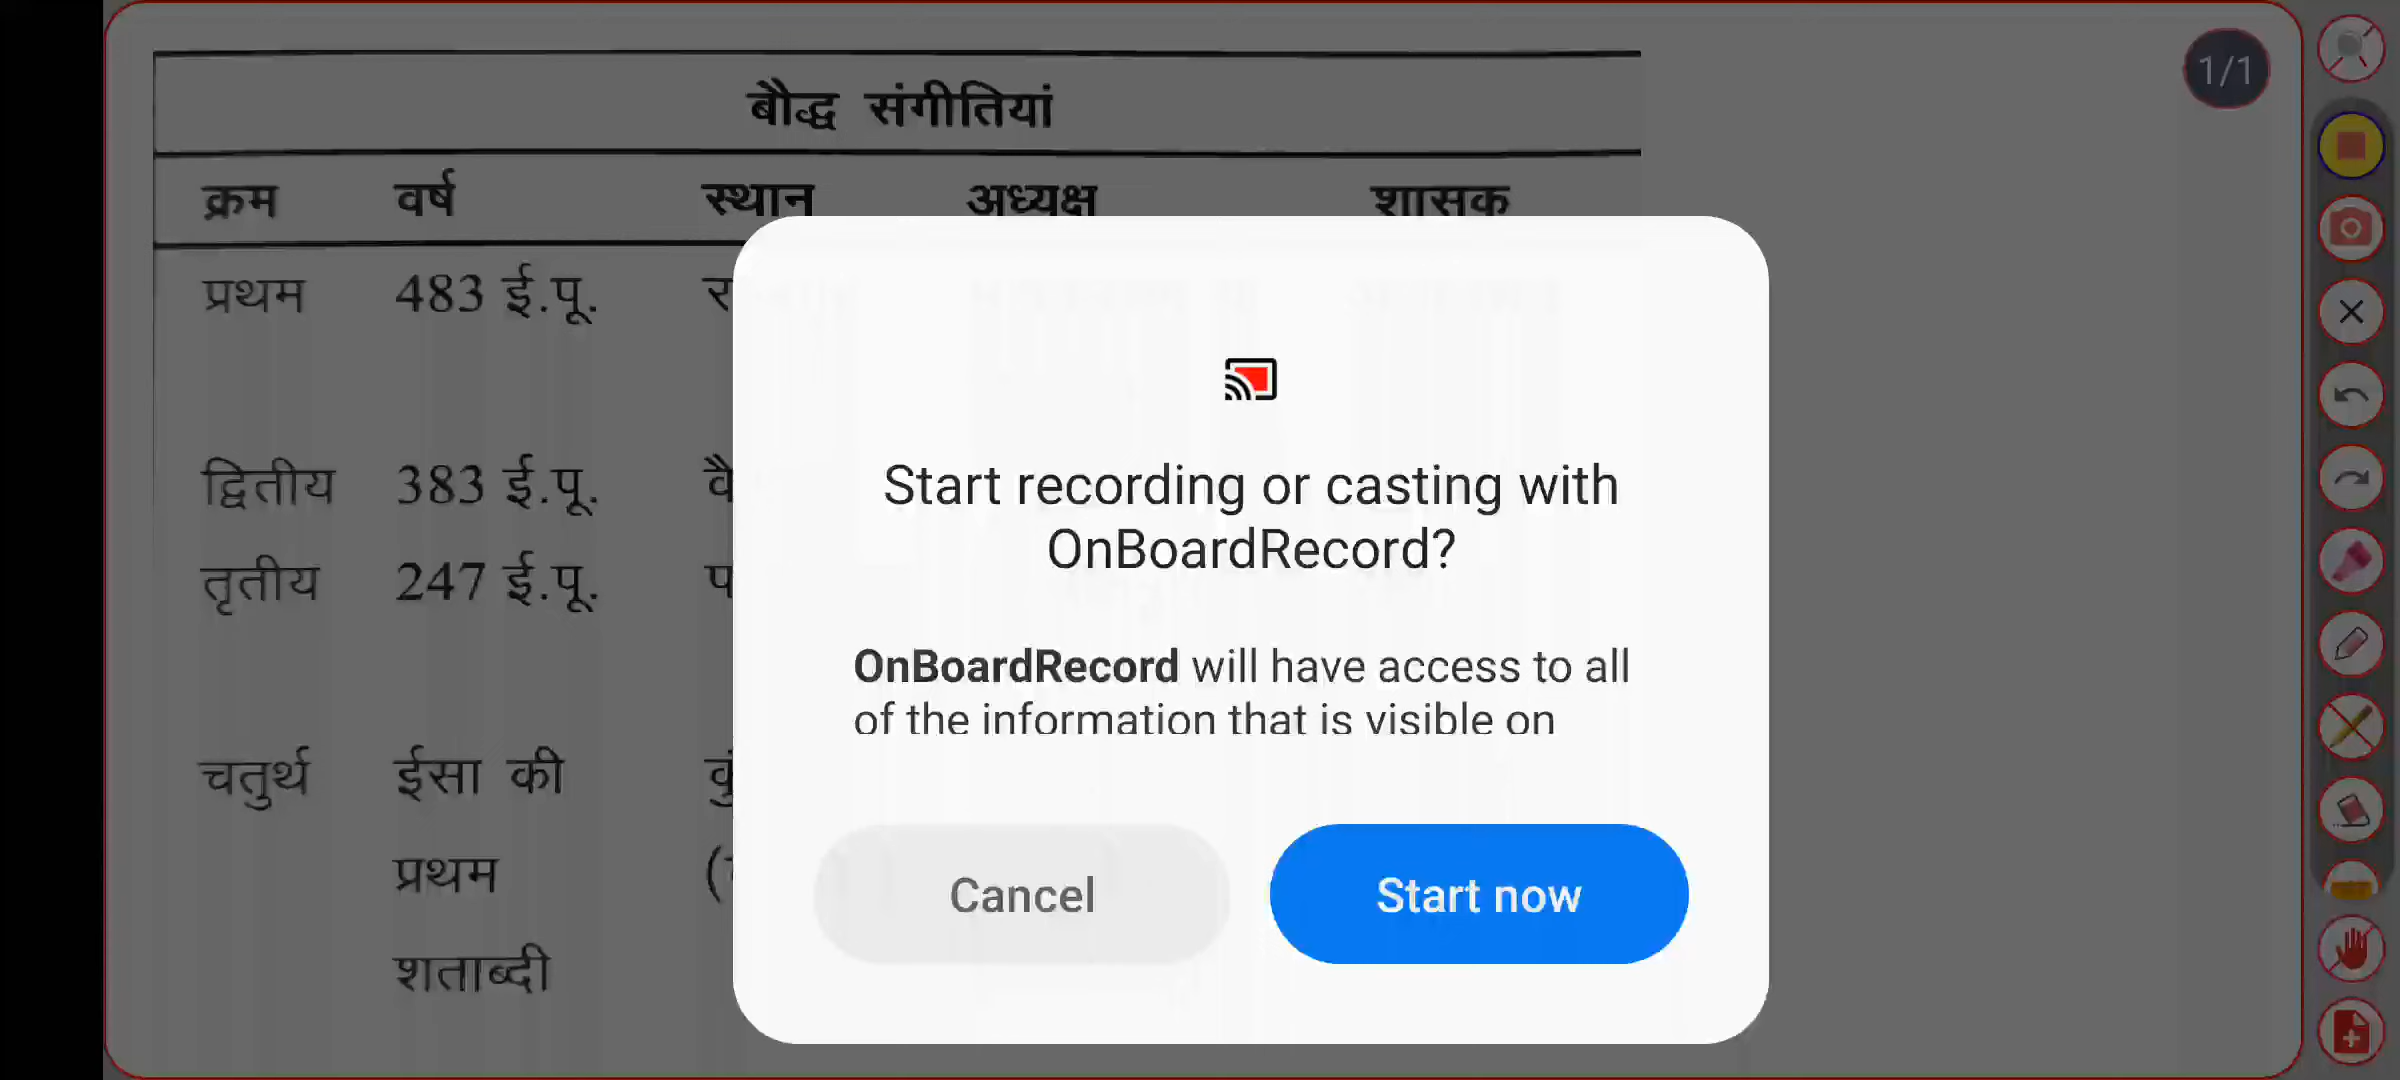 बौद्ध संगीतियां
1/1
क्रम वर्ष स्थान अध्यक्ष शासक
प्रथम 483 ई.पू.
Start recording or casting with
द्वितीय 383 ई.पू.
OnBoardRecord?
तृतीय 247 ई.पू.
OnBoardRecord will have access to all
of the information that is visible on
चतुर्थ ईसा की
प्रथम
Cancel Start now
शताब्दी